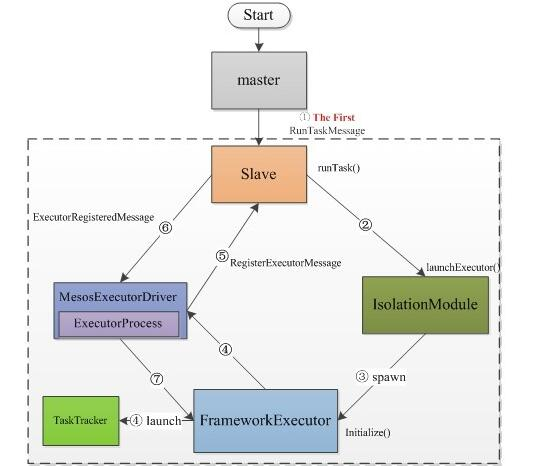 Start
master
① The First
RunTaskMessage
Slave
runTask()
ExecutorRegisteredMessage
⑥
②
⑤
RegisterExecutorMessage
launchExecutor()
MesosExecutorDriver
ExecutorProcess
IsolationModule
④
⑦
③ spawn
TaskTracker
④ launch
FrameworkExecutor
Initialize()